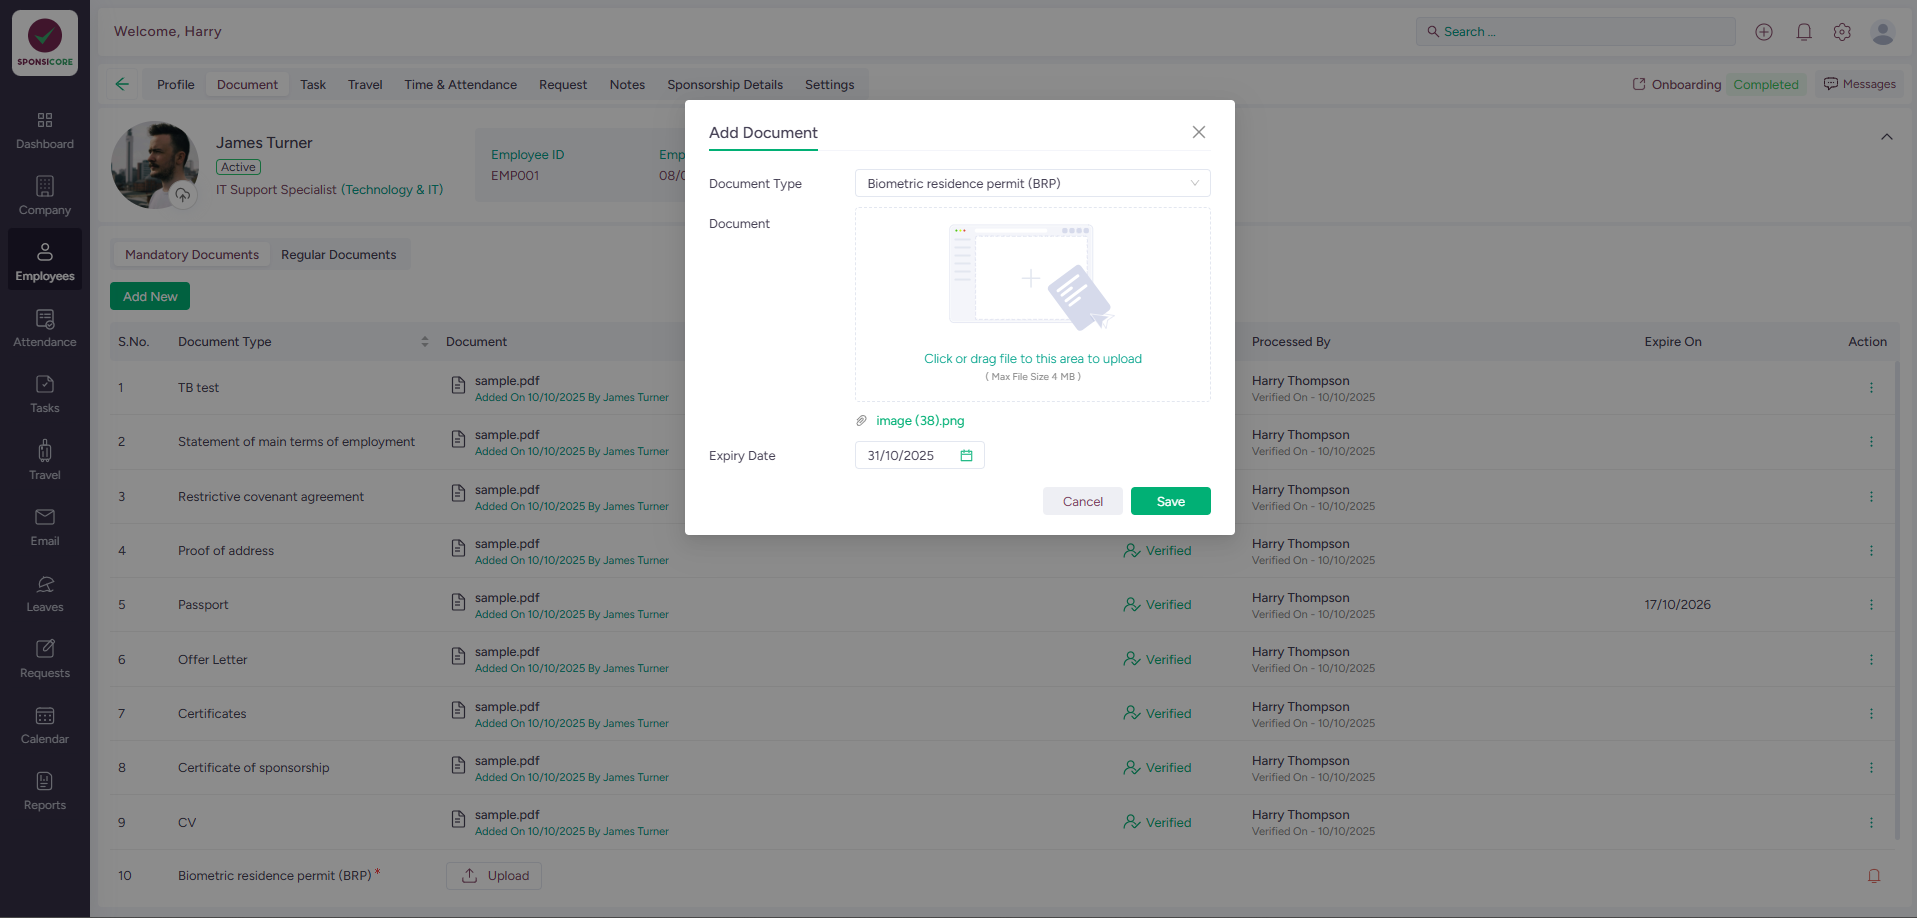 SPONSICORE
Welcome, Harry
Search ...
Profile
Document
Task
Travel
Time & Attendance
Request
Notes
Sponsorship Details
Settings
Onboarding
Completed
Messages
Dashboard
Company
Employees
Attendance
Tasks
Travel
Email
Leaves
Requests
Calendar
Reports
James Turner
Active
IT Support Specialist (Technology & IT)
Employee ID
EMP001
Emp
08/0
Mandatory Documents
Regular Documents
Add New
Add Document
Document Type
Biometric residence permit (BRP)
Document
Click or drag file to this area to upload
( Max File Size 4 MB )
image (38).png
Expiry Date
31/10/2025
Cancel
Save
S.No.
Document Type
Document
Processed By
Expire On
Action
1
TB test
sample.pdf
Added On 10/10/2025 By James Turner
Harry Thompson
Verified On - 10/10/2025
2
Statement of main terms of employment
sample.pdf
Added On 10/10/2025 By James Turner
Harry Thompson
Verified On - 10/10/2025
3
Restrictive covenant agreement
sample.pdf
Added On 10/10/2025 By James Turner
Harry Thompson
Verified On - 10/10/2025
4
Proof of address
sample.pdf
Added On 10/10/2025 By James Turner
Verified
Harry Thompson
Verified On - 10/10/2025
5
Passport
sample.pdf
Added On 10/10/2025 By James Turner
Verified
Harry Thompson
Verified On - 10/10/2025
17/10/2026
6
Offer Letter
sample.pdf
Added On 10/10/2025 By James Turner
Verified
Harry Thompson
Verified On - 10/10/2025
7
Certificates
sample.pdf
Added On 10/10/2025 By James Turner
Verified
Harry Thompson
Verified On - 10/10/2025
8
Certificate of sponsorship
sample.pdf
Added On 10/10/2025 By James Turner
Verified
Harry Thompson
Verified On - 10/10/2025
9
CV
sample.pdf
Added On 10/10/2025 By James Turner
Verified
Harry Thompson
Verified On - 10/10/2025
10
Biometric residence permit (BRP) *
Upload